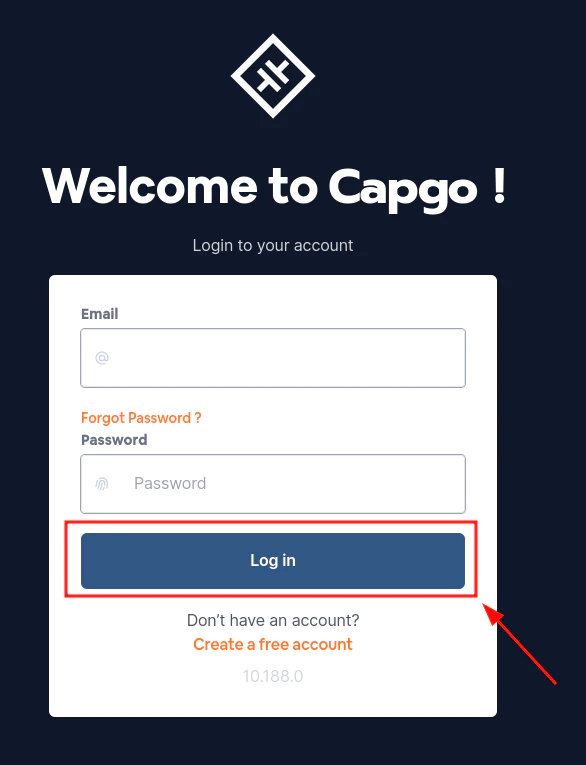 Welcome to Capgo !
Login to your account
Email
@
Forgot Password ?
Password
Password
Log in
Don't have an account?
Create a free account
10.188.0